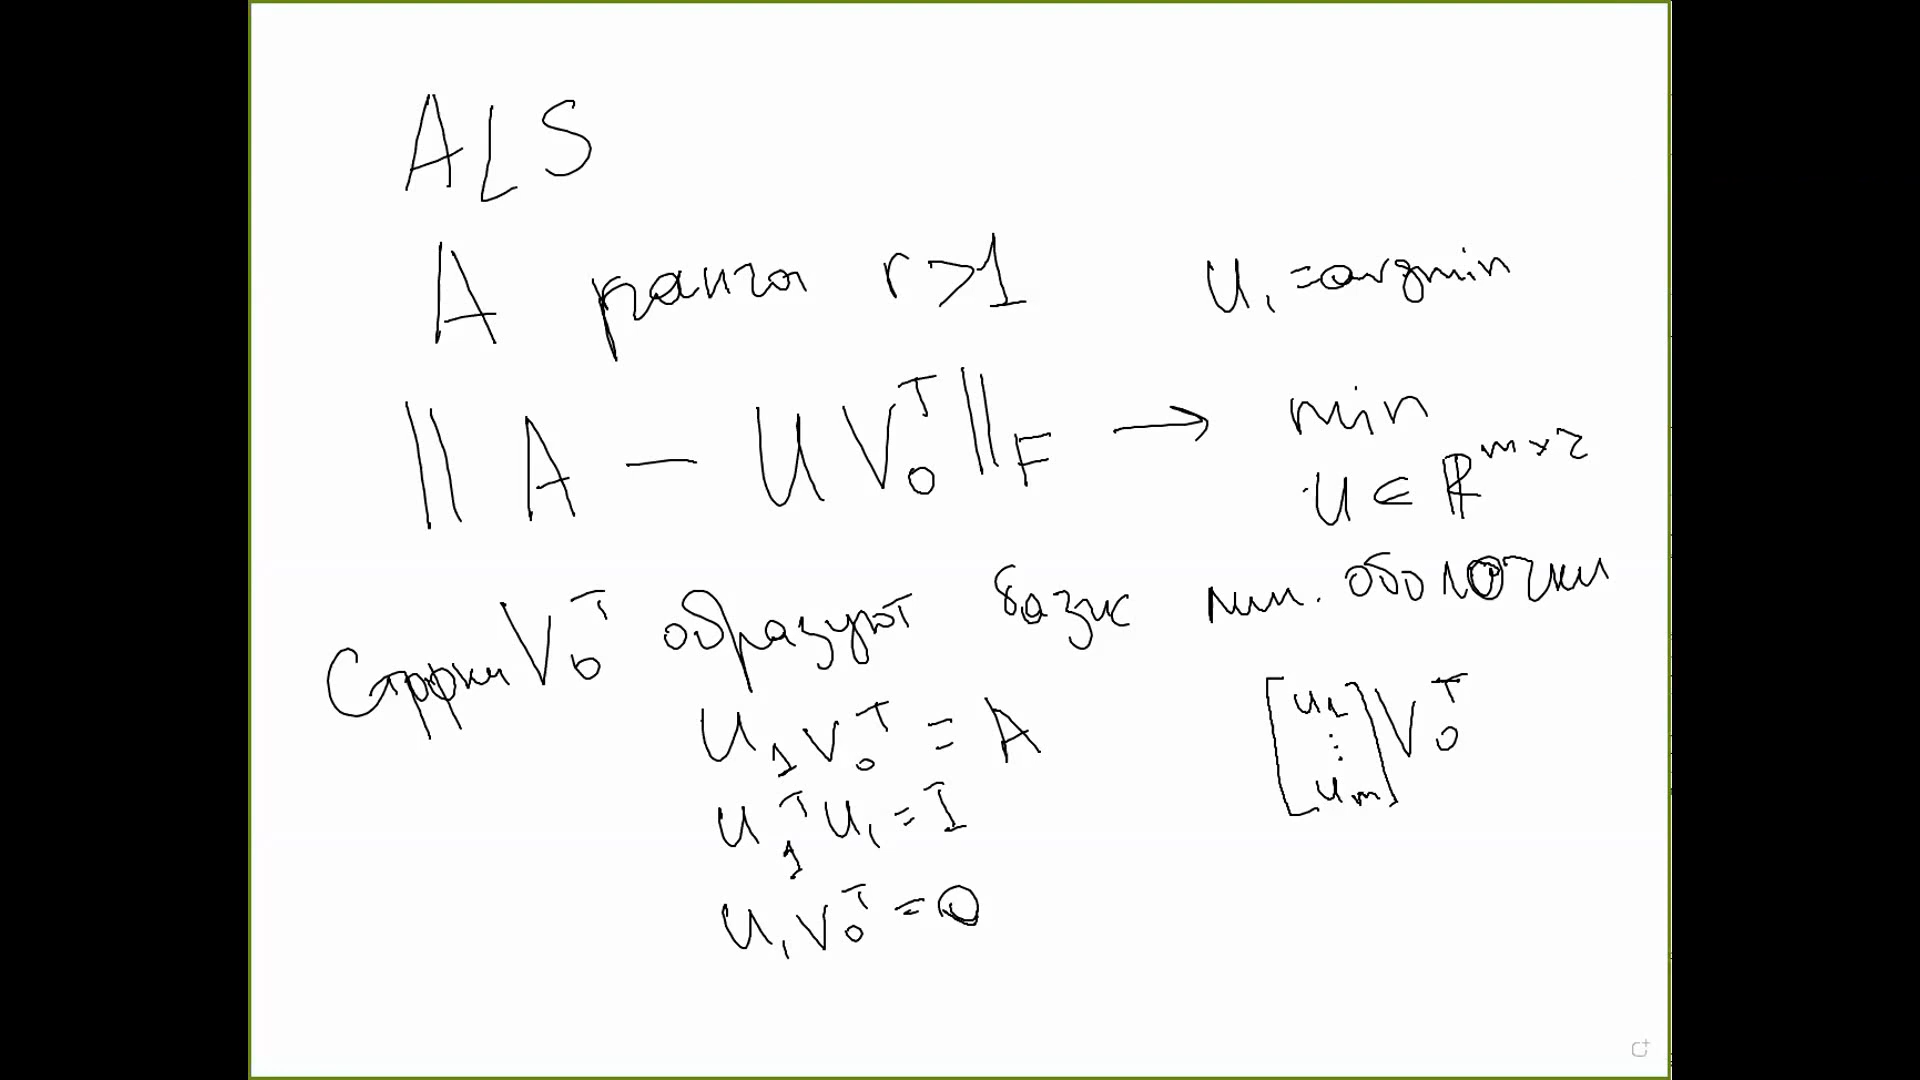 ALS
A ранга r>1 U₁ = argmin
‖A − UV₀ᵀ‖_F → min
U ∈ ℝ^{m×r}
Строки V₀ᵀ образуют базис лин. оболочки
U₁V₀ᵀ = A [u₁ ⋮ uₘ] V₀ᵀ
U₁ᵀU₁ = I
U₁V₀ᵀ = 0